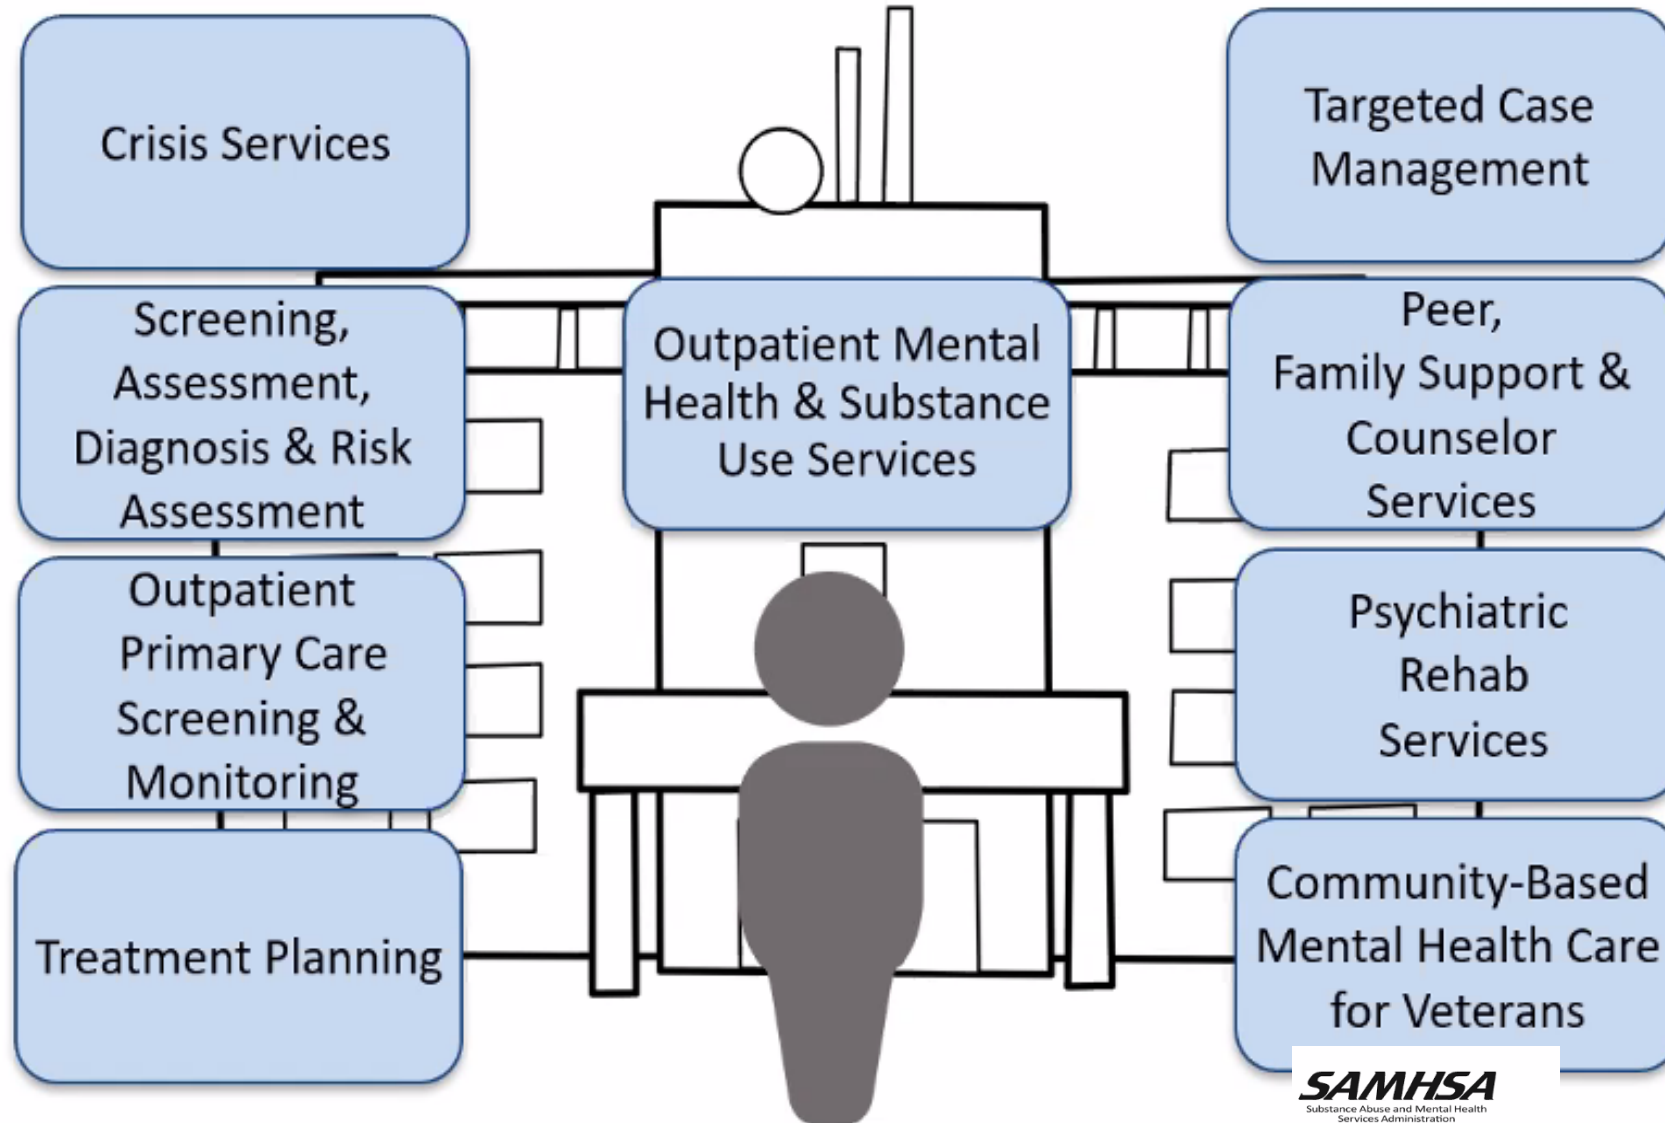 Crisis Services
Screening,
Assessment,
Diagnosis & Risk
Assessment
Outpatient
Primary Care
Screening &
Monitoring
Treatment Planning
Outpatient Mental
Health & Substance
Use Services
Targeted Case
Management
Peer,
Family Support &
Counselor
Services
Psychiatric
Rehab
Services
Community-Based
Mental Health Care
for Veterans
SAMHSA
Substance Abuse and Mental Health
Services Administration